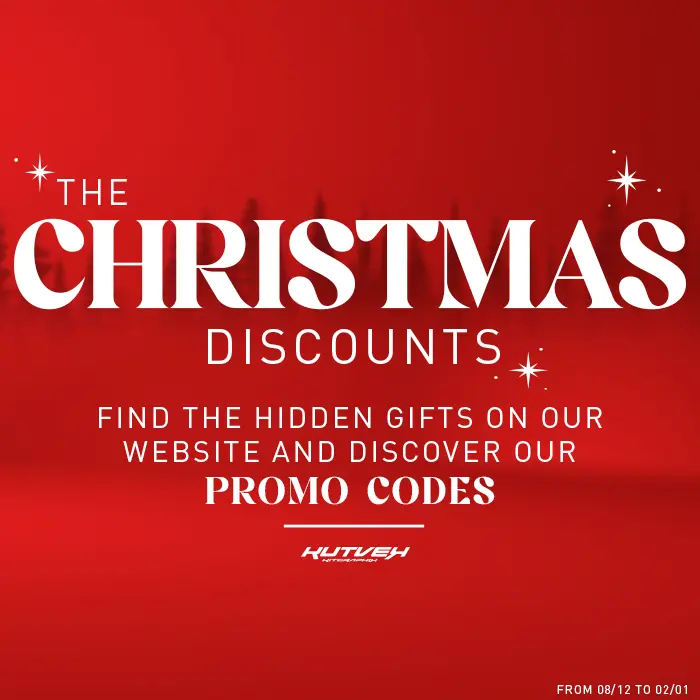 THE
CHRISTMAS
DISCOUNTS
FIND THE HIDDEN GIFTS ON OUR
WEBSITE AND DISCOVER OUR
PROMO CODES
KUTVEK
KITGRAPHIK
FROM 08/12 TO 02/01